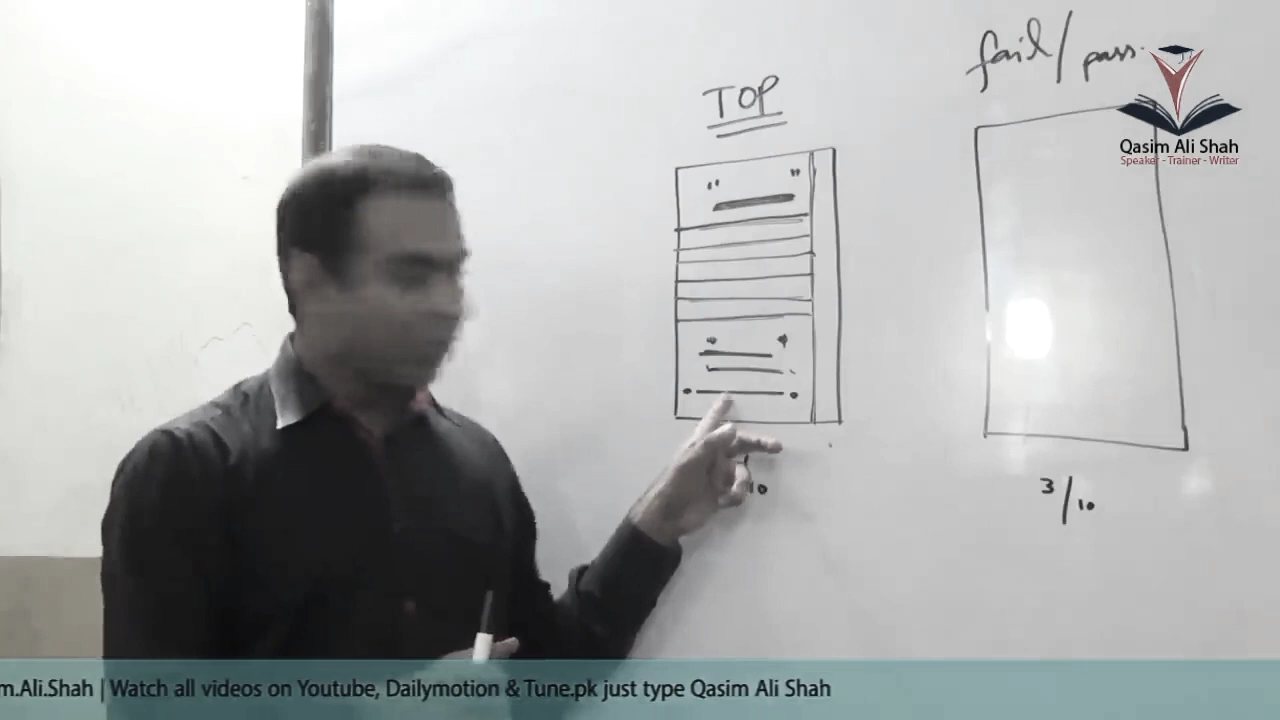 fail / pass
TOP
Qasim Ali Shah
Speaker - Trainer - Writer
/10
3/10
m.Ali.Shah | Watch all videos on Youtube, Dailymotion & Tune.pk just type Qasim Ali Shah